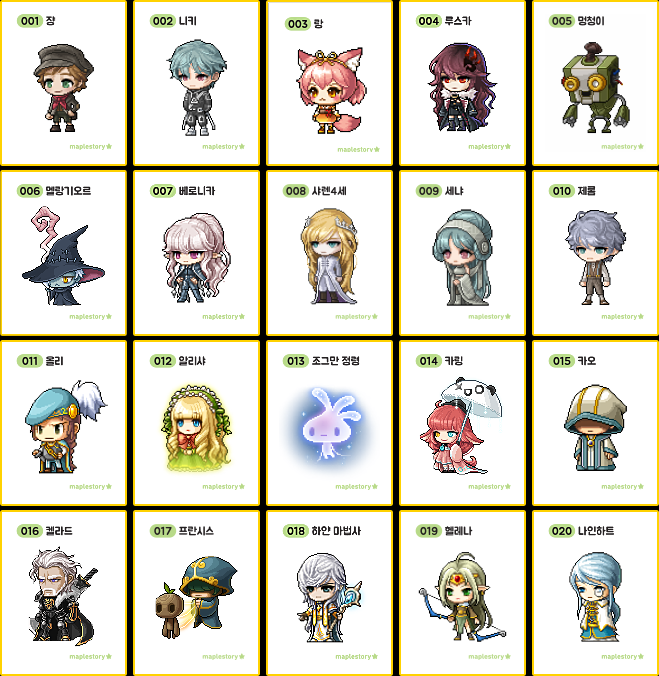 001 쟝
maplestory
002 니키
maplestory
003 랑
maplestory
004 루스카
maplestory
005 멍청이
maplestory
006 멜랑기오르
maplestory
007 베로니카
maplestory
008 샤렌4세
maplestory
009 세냐
maplestory
010 제롬
maplestory
011 올리
maplestory
012 알리샤
maplestory
013 조그만 정령
maplestory
014 카링
maplestory
015 카오
maplestory
016 켈라드
maplestory
017 프란시스
maplestory
018 하얀 마법사
maplestory
019 헬레나
maplestory
020 나인하트
maplestory